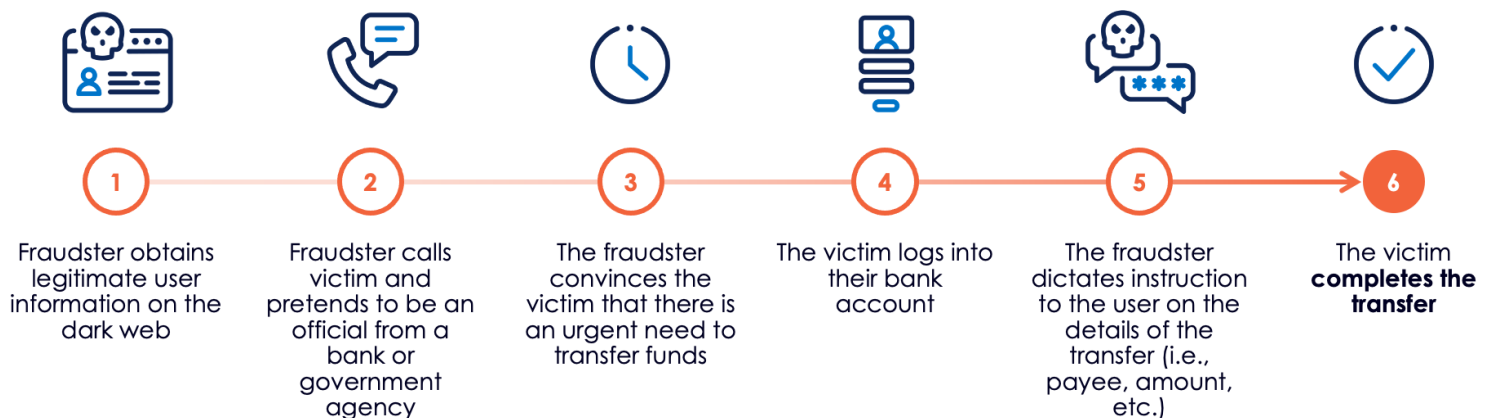 1
2
3
4
5
6
Fraudster obtains
legitimate user
information on the
dark web
Fraudster calls
victim and
pretends to be an
official from a
bank or
government
agency
The fraudster
convinces the
victim that there is
an urgent need to
transfer funds
The victim logs into
their bank
account
The fraudster
dictates instruction
to the user on the
details of the
transfer (i.e.,
payee, amount,
etc.)
The victim
completes the
transfer